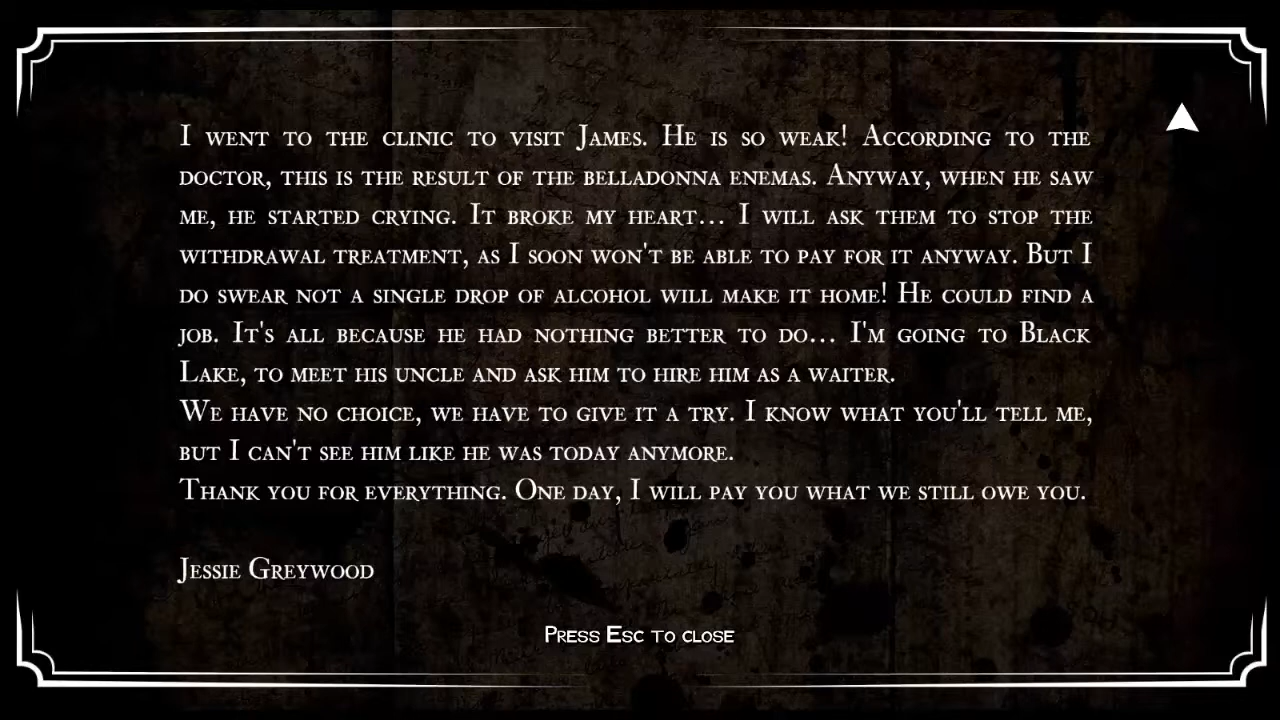 I went to the clinic to visit James. He is so weak! According to the
doctor, this is the result of the belladonna enemas. Anyway, when he saw
me, he started crying. It broke my heart... I will ask them to stop the
withdrawal treatment, as I soon won't be able to pay for it anyway. But I
do swear not a single drop of alcohol will make it home! He could find a
job. It's all because he had nothing better to do... I'm going to Black
Lake, to meet his uncle and ask him to hire him as a waiter.
We have no choice, we have to give it a try. I know what you'll tell me,
but I can't see him like he was today anymore.
Thank you for everything. One day, I will pay you what we still owe you.
Jessie Greywood
Press Esc to close